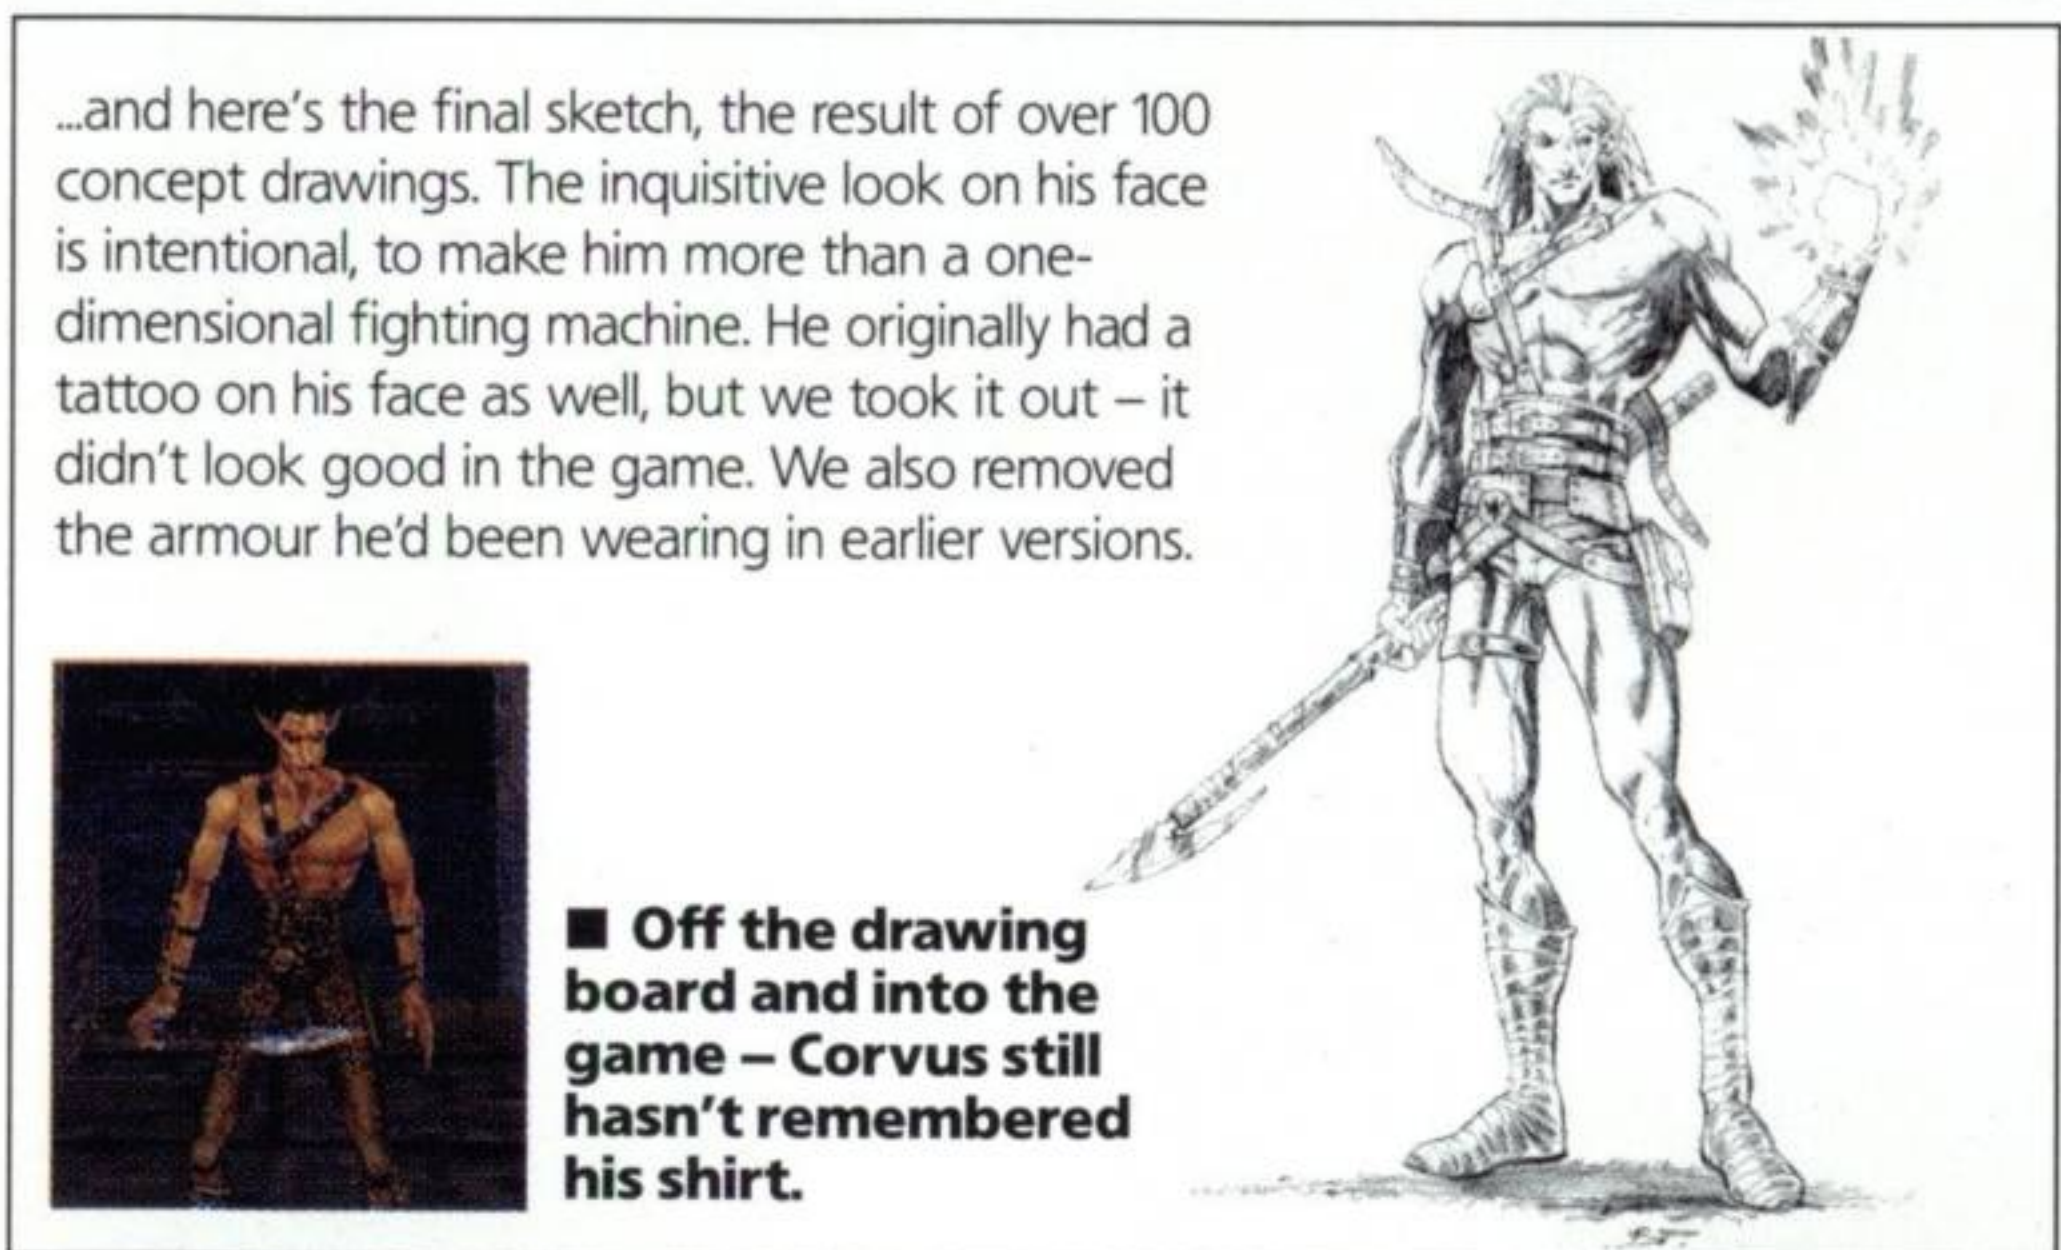 ...and here's the final sketch, the result of over 100
concept drawings. The inquisitive look on his face
is intentional, to make him more than a one-
dimensional fighting machine. He originally had a
tattoo on his face as well, but we took it out – it
didn't look good in the game. We also removed
the armour he'd been wearing in earlier versions.
■ Off the drawing
board and into the
game – Corvus still
hasn't remembered
his shirt.